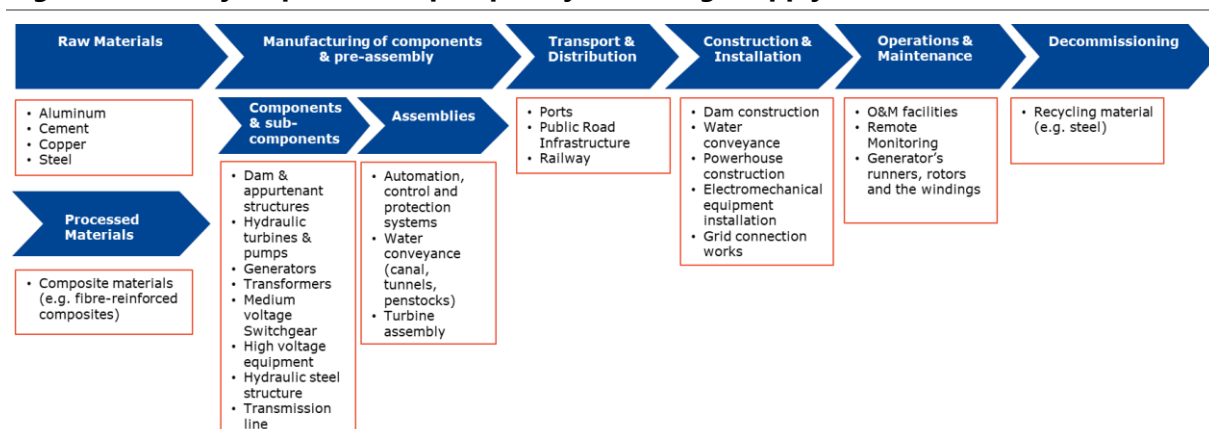 Raw Materials
Manufacturing of components
& pre-assembly
Transport &
Distribution
Construction &
Installation
Operations &
Maintenance
Decommissioning
• Aluminum
• Cement
• Copper
• Steel
Processed
Materials
• Composite materials
(e.g. fibre-reinforced
composites)
Components
& sub-
components
• Dam &
appurtenant
structures
• Hydraulic
turbines &
pumps
• Generators
• Transformers
• Medium
voltage
Switchgear
• High voltage
equipment
• Hydraulic steel
structure
• Transmission
line
Assemblies
• Automation,
control and
protection
systems
• Water
conveyance
(canal,
tunnels,
penstocks)
• Turbine
assembly
• Ports
• Public Road
Infrastructure
• Railway
• Dam construction
• Water
conveyance
• Powerhouse
construction
• Electromechanical
equipment
installation
• Grid connection
works
• O&M facilities
• Remote
Monitoring
• Generator's
runners, rotors
and the windings
• Recycling material
(e.g. steel)